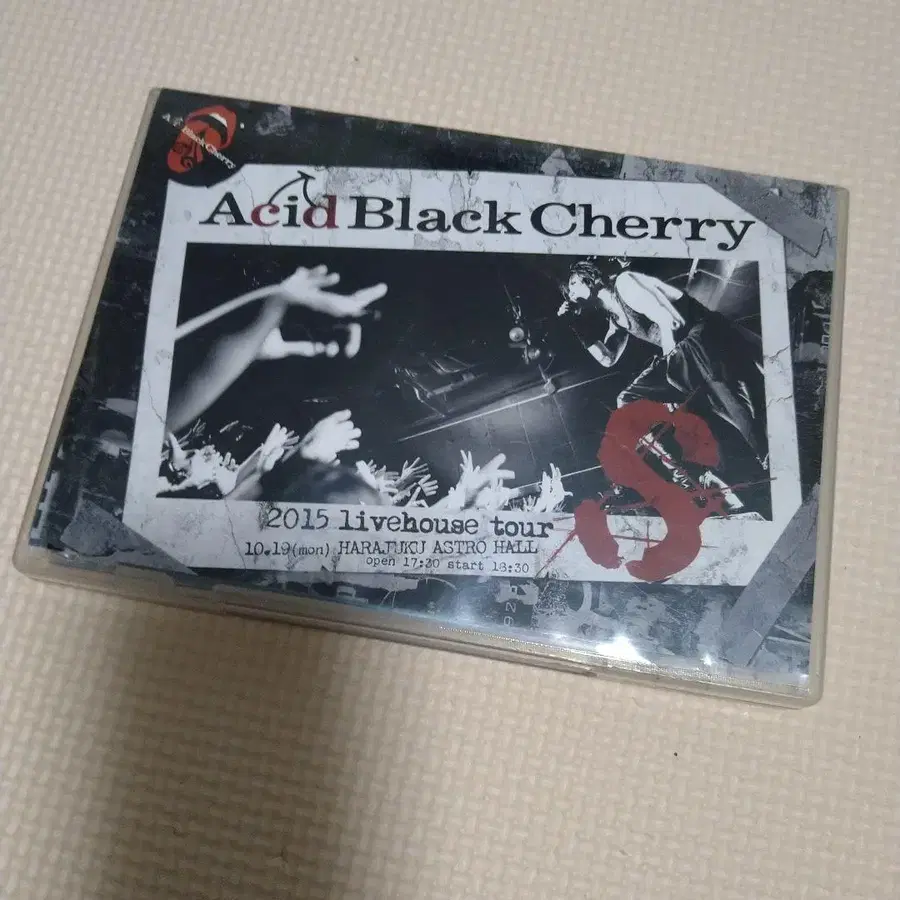 Acid Black Cherry
Acid Black Cherry
2015 livehouse tour
S
10.19(mon) HARAJUKU ASTRO HALL
open 17:30 start 18:30